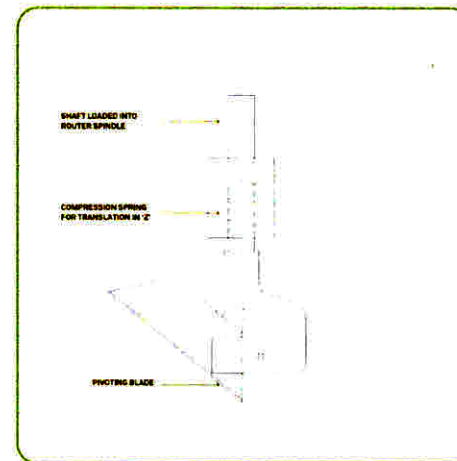 SHAFT LOADED INTO
ROUTER SPINDLE
COMPRESSION SPRING
FOR TRANSLATION IN 'Z'
PIVOTING BLADE